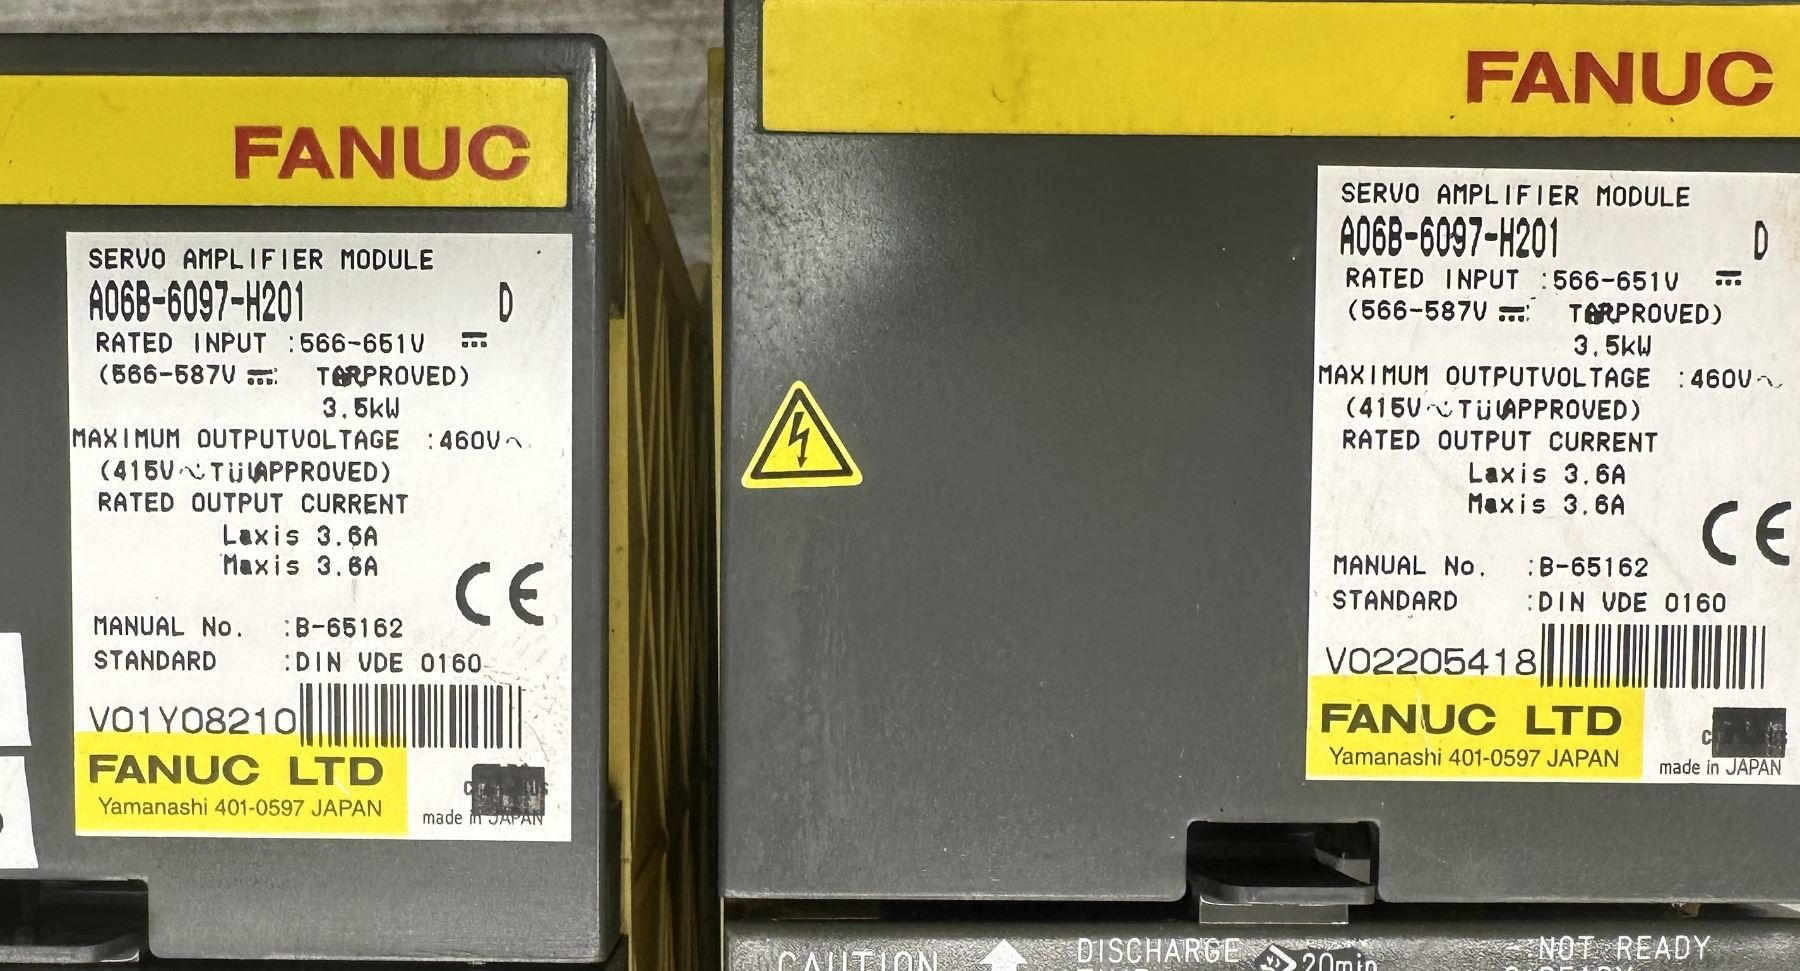 FANUC
SERVO AMPLIFIER MODULE
A06B-6097-H201 D
RATED INPUT :566-651V
(566-587V
3.5kW
MAXIMUM OUTPUTVOLTAGE :460V~
(415V~ TüV APPROVED)
RATED OUTPUT CURRENT
Laxis 3.6A
Maxis 3.6A
CE
MANUAL No. :B-65162
STANDARD :DIN VDE 0160
V01Y08210
FANUC LTD
Yamanashi 401-0597 JAPAN
made in JAPAN
FANUC
SERVO AMPLIFIER MODULE
A06B-6097-H201 D
RATED INPUT :566-651V
(566-587V
3.5kW
MAXIMUM OUTPUTVOLTAGE :460V~
(415V~ TüV APPROVED)
RATED OUTPUT CURRENT
Laxis 3.6A
Maxis 3.6A
CE
MANUAL No. :B-65162
STANDARD :DIN VDE 0160
V02205418
FANUC LTD
Yamanashi 401-0597 JAPAN
made in JAPAN
CAUTION
DISCHARGE
20min
NOT READY